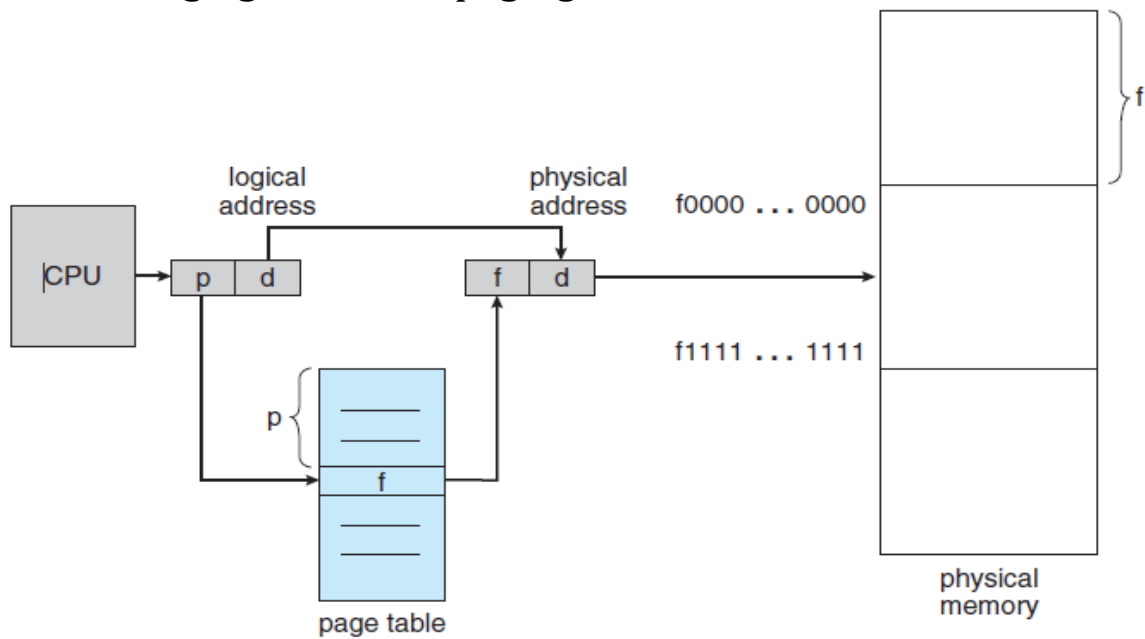 f
logical
address
physical
address
f0000 ... 0000
CPU
p
d
f
d
f1111 ... 1111
p
f
page table
physical
memory